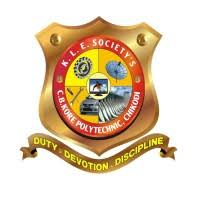 K. L. E. SOCIETY'S
C.B.KORE POLYTECHNIC, CHIKODI
DUTY - DEVOTION - DISCIPLINE